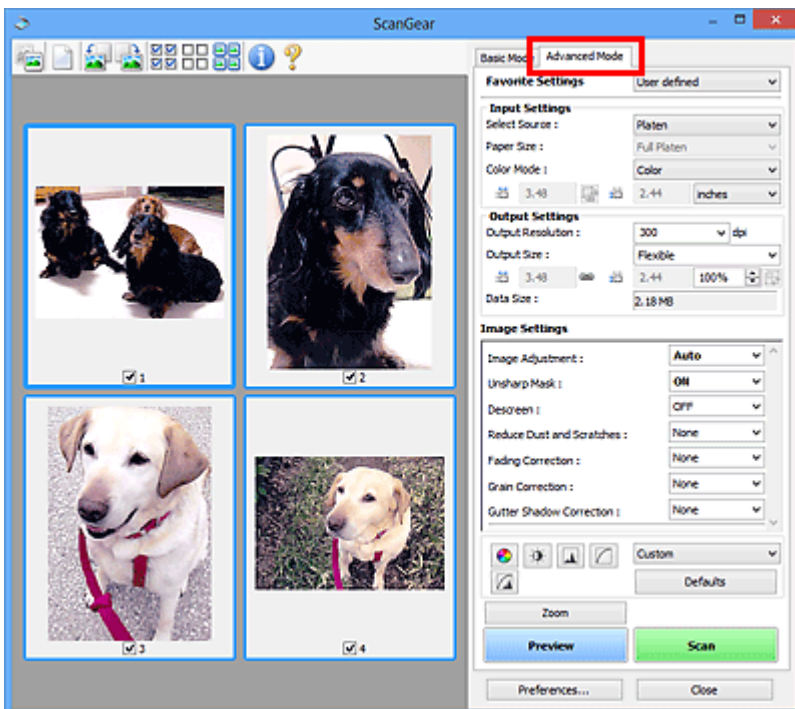 ScanGear
Basic Mode Advanced Mode
Favorite Settings User defined
Input Settings
Select Source : Platen
Paper Size : Full Platen
Color Mode : Color
3.48 2.44 inches
Output Settings
Output Resolution : 300 dpi
Output Size : Flexible
3.48 2.44 100%
Data Size : 2.18 MB
Image Settings
Image Adjustment : Auto
Unsharp Mask : ON
Descreen : OFF
Reduce Dust and Scratches : None
Fading Correction : None
Grain Correction : None
Gutter Shadow Correction : None
Custom
Defaults
Zoom
Preview Scan
Preferences... Close
1
2
3
4